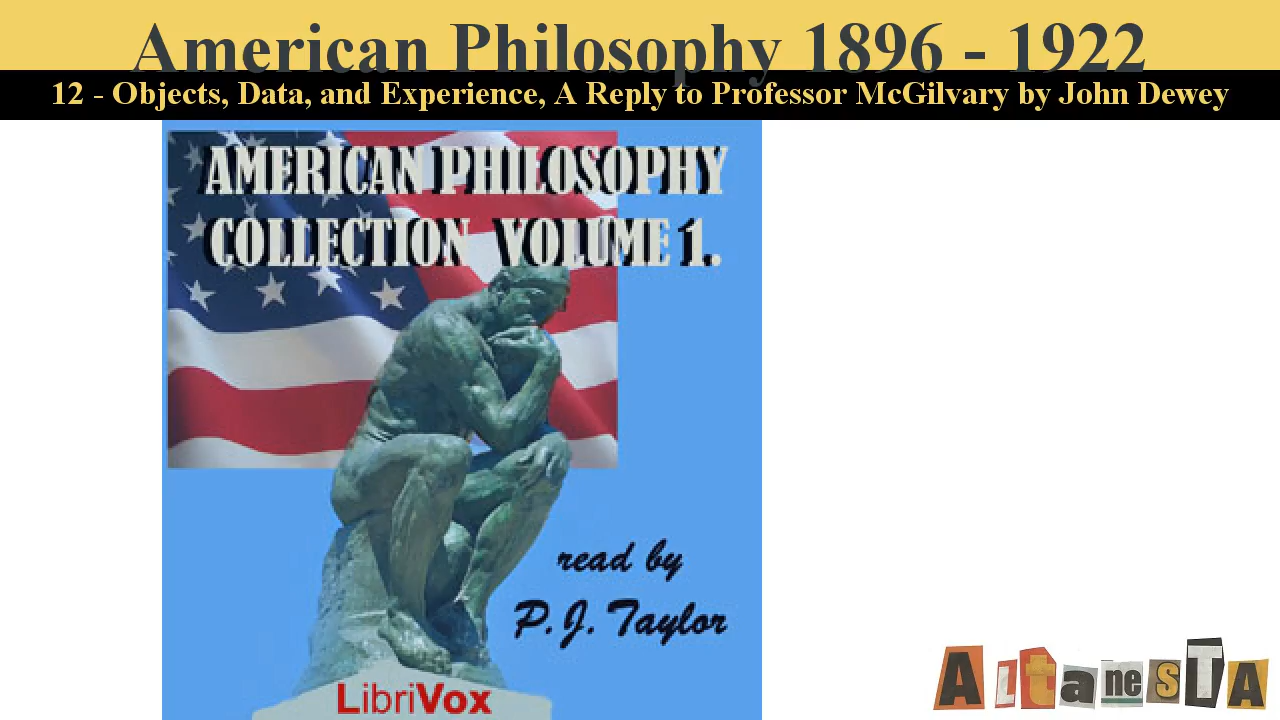 American Philosophy 1896 - 1922
12 - Objects, Data, and Experience, A Reply to Professor McGilvary by John Dewey
AMERICAN PHILOSOPHY
COLLECTION VOLUME 1.
read by
P.J. Taylor
LibriVox
AltanesTA